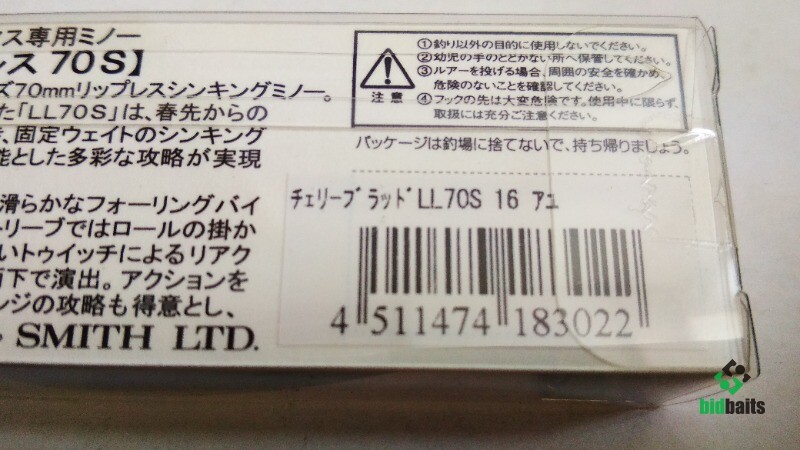 ス専用ミノー
レス 70S】
ズ70mmリップレスシンキングミノー。
た「LL70S」は、春先からの
、固定ウェイトのシンキング
能とした多彩な攻略が実現
滑らかなフォーリングバイ
ーリーブではロールの掛か
いトゥイッチによるリアク
下で演出。アクションを
ンジの攻略も得意とし、
SMITH LTD.
注意
①釣り以外の目的に使用しないでください。
②幼児の手のとどかない所へ保管してください。
③ルアーを投げる場合、周囲の安全を確かめ、
危険のないことを確認してください。
④フックの先は大変危険です。使用中に限らず、
取扱には充分ご注意ください。
パッケージは釣場に捨てないで、持ち帰りましょう。
チェリーブラッドLL70S 16 アユ
4 511474 183022
bidbaits